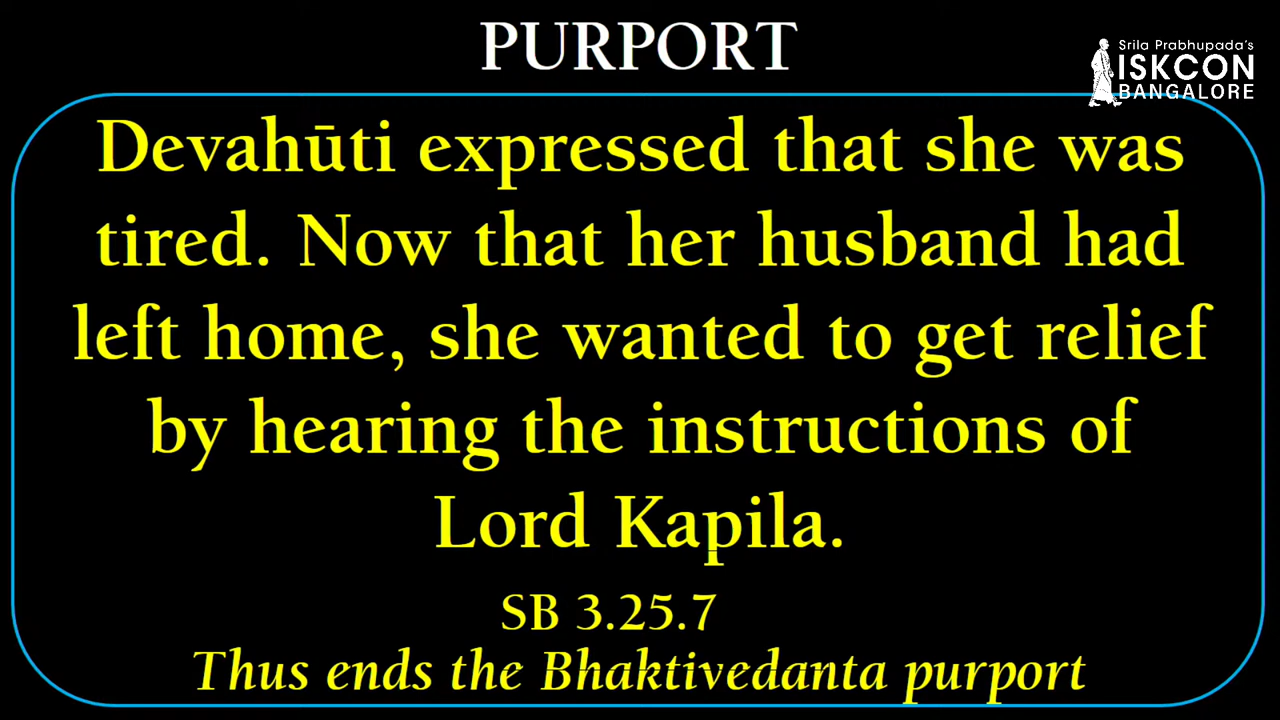 PURPORT
Srila Prabhupada's
ISKCON
BANGALORE
Devahūti expressed that she was
tired. Now that her husband had
left home, she wanted to get relief
by hearing the instructions of
Lord Kapila.
SB 3.25.7
Thus ends the Bhaktivedanta purport